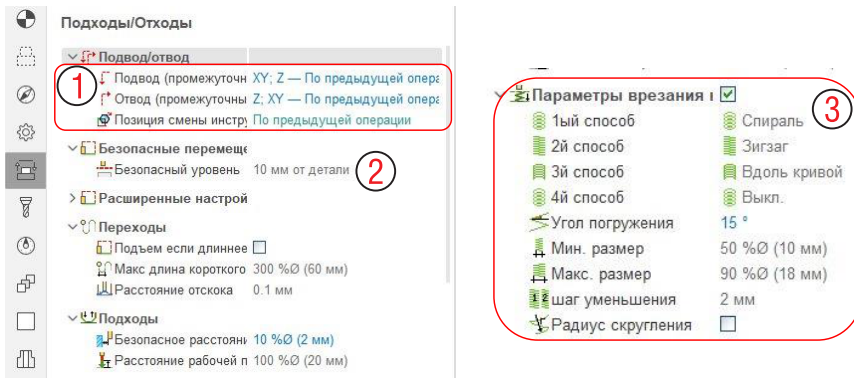 Подходы/Отходы
Подвод/отвод
1
Подвод (промежуточн XY; Z — По предыдущей опера
Отвод (промежуточны Z; XY — По предыдущей опера
Позиция смены инстру По предыдущей операции
Безопасные перемеще
Безопасный уровень 10 мм от детали
2
Расширенные настрой
Переходы
Подъем если длиннее
Макс длина короткого 300 %Ø (60 мм)
Расстояние отскока 0.1 мм
Подходы
Безопасное расстояни 10 %Ø (2 мм)
Расстояние рабочей п 100 %Ø (20 мм)
Параметры врезания
3
1ый способ Спираль
2й способ Зигзаг
3й способ Вдоль кривой
4й способ Выкл.
Угол погружения 15 °
Мин. размер 50 %Ø (10 мм)
Макс. размер 90 %Ø (18 мм)
шаг уменьшения 2 мм
Радиус скругления